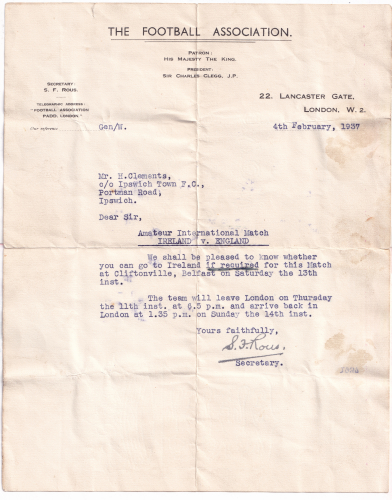 THE FOOTBALL ASSOCIATION.
PATRON:
HIS MAJESTY THE KING.
PRESIDENT:
SIR CHARLES CLEGG, J.P.
SECRETARY:
S. F. ROUS.
TELEGRAPHIC ADDRESS:
"FOOTBALL ASSOCIATION
PADD. LONDON."
22. LANCASTER GATE,
LONDON, W. 2.
Our reference
Gen/W.
4th February, 1937
Mr. H.Clements,
c/o Ipswich Town F.C.,
Portman Road,
Ipswich.
Dear Sir,
Amateur International Match
IRELAND v. ENGLAND
We shall be pleased to know whether
you can go to Ireland if required for this Match
at Cliftonville, Belfast on Saturday the 13th
inst.
The team will leave London on Thursday
the 11th inst. at 6.5 p.m. and arrive back in
London at 1.35 p.m. on Sunday the 14th inst.
Yours faithfully,
S.F.Rous.
Secretary.